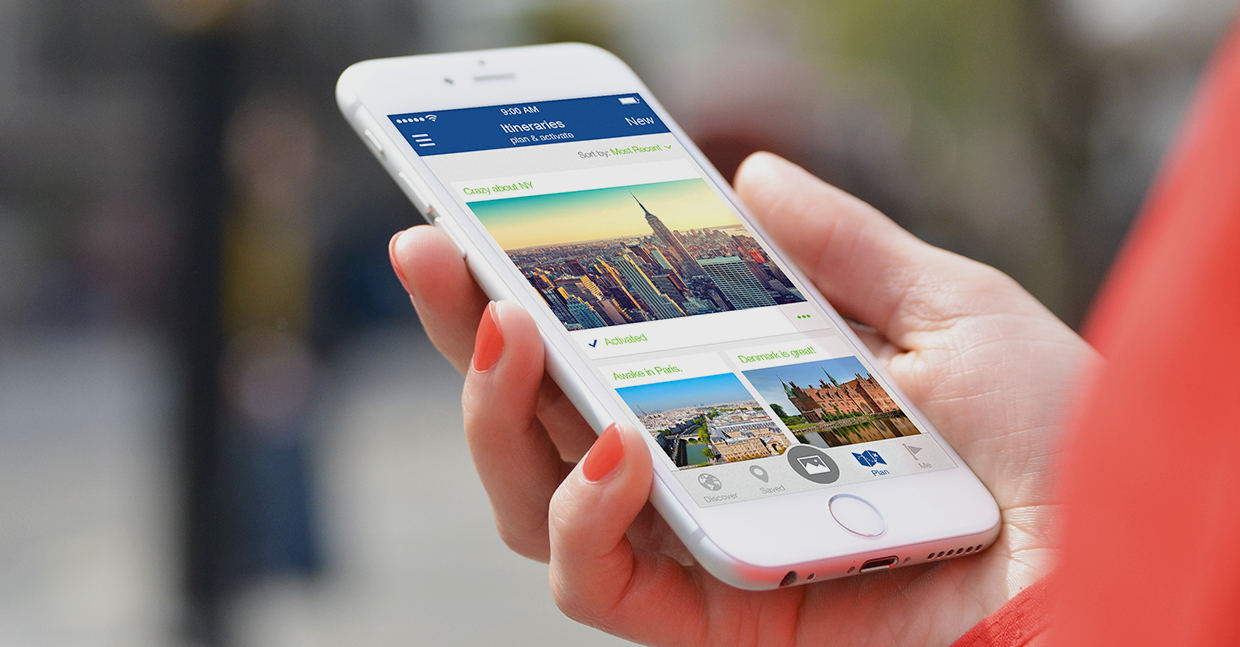 9:00 AM
Itineraries
New
plan & activate
Sort by: Most Recent
Crazy about NY
Activated
Awake in Paris,
Denmark is great!
Discover
Saved
Plan
Me